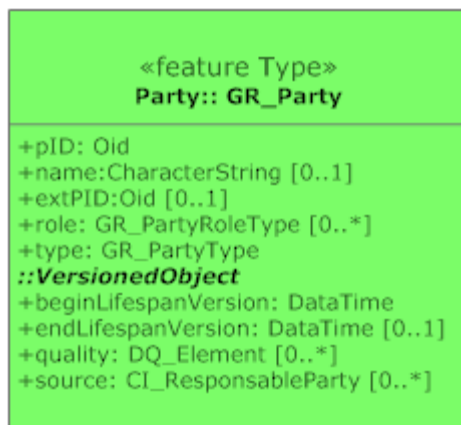 «feature Type»
Party:: GR_Party
+pID: Oid
+name:CharacterString [0..1]
+extPID:Oid [0..1]
+role: GR_PartyRoleType [0..*]
+type: GR_PartyType
::VersionedObject
+beginLifespanVersion: DataTime
+endLifespanVersion: DataTime [0..1]
+quality: DQ_Element [0..*]
+source: CI_ResponsableParty [0..*]